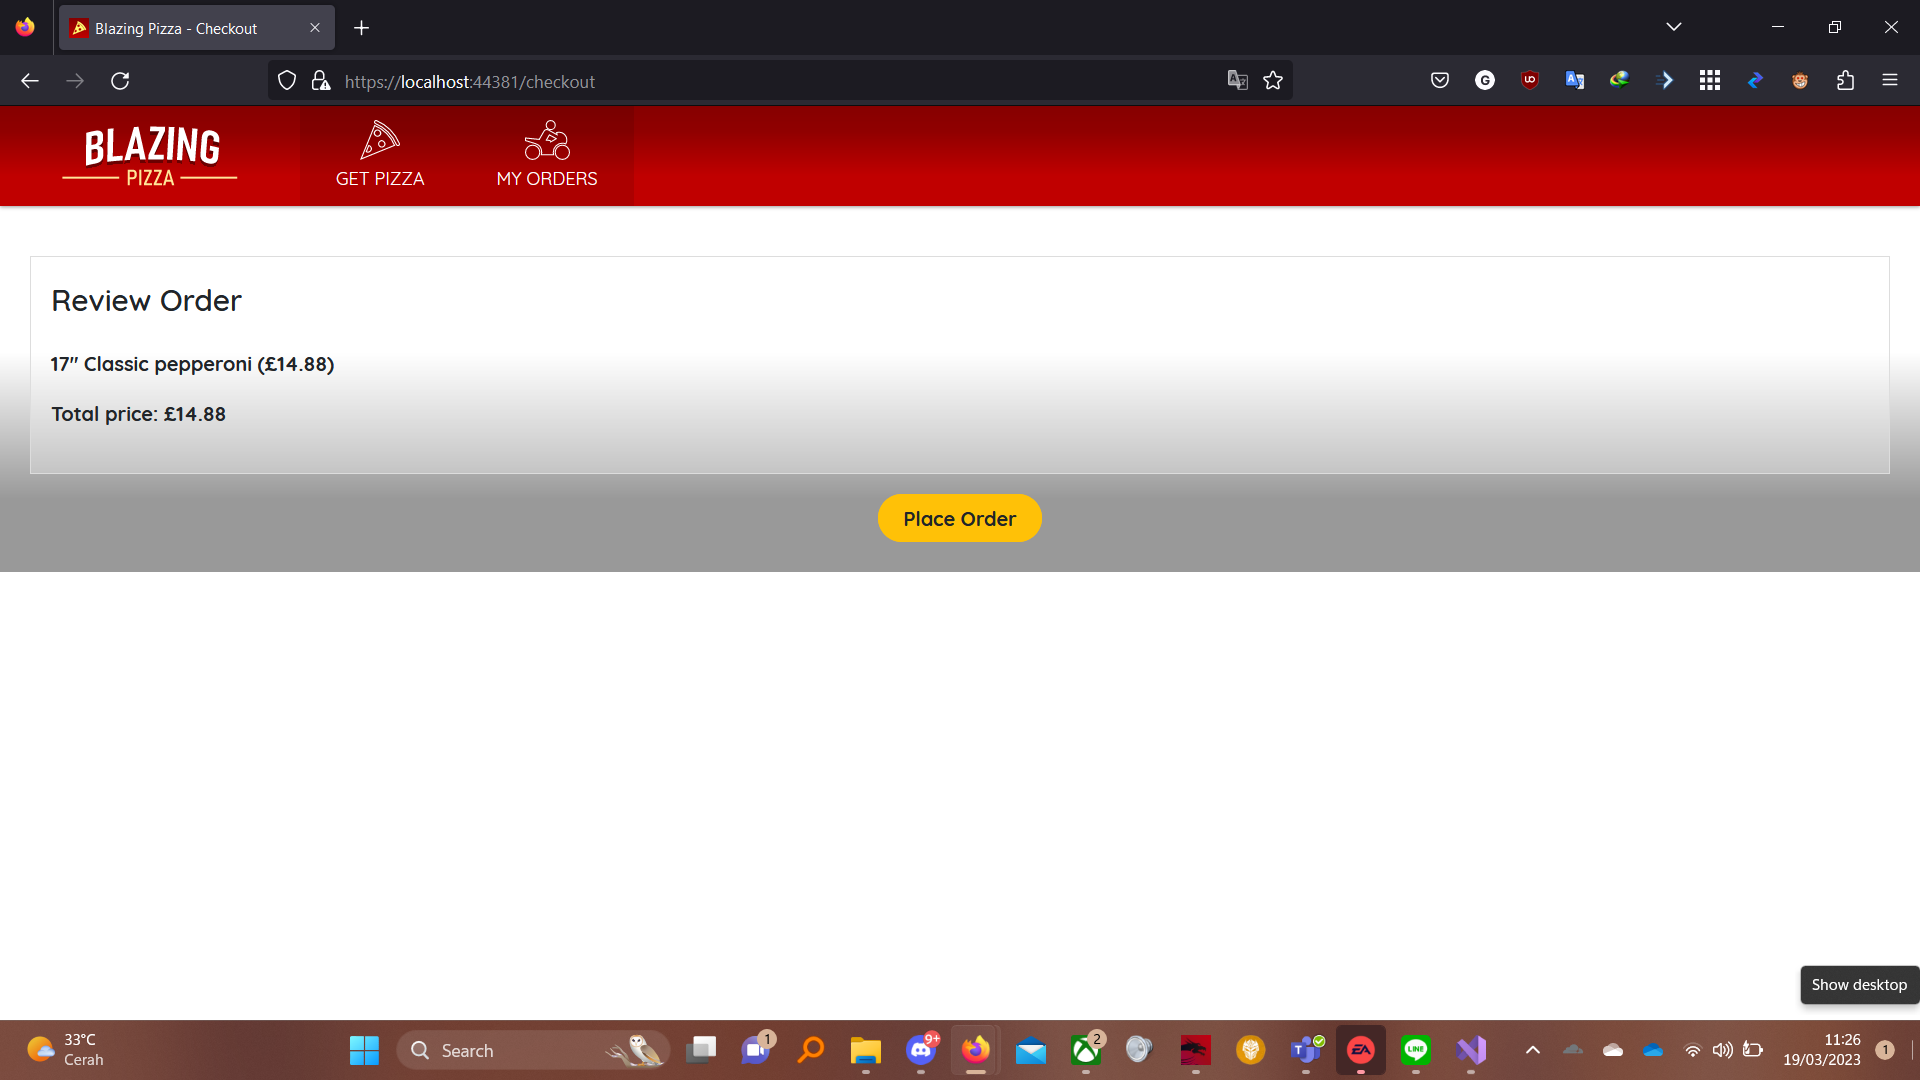 Blazing Pizza - Checkout
https://localhost:44381/checkout
BLAZING
PIZZA
GET PIZZA
MY ORDERS
Review Order
17" Classic pepperoni (£14.88)
Total price: £14.88
Place Order
Show desktop
33°C
Cerah
Search
1
9+
2
EA
LINE
11:26
19/03/2023
1